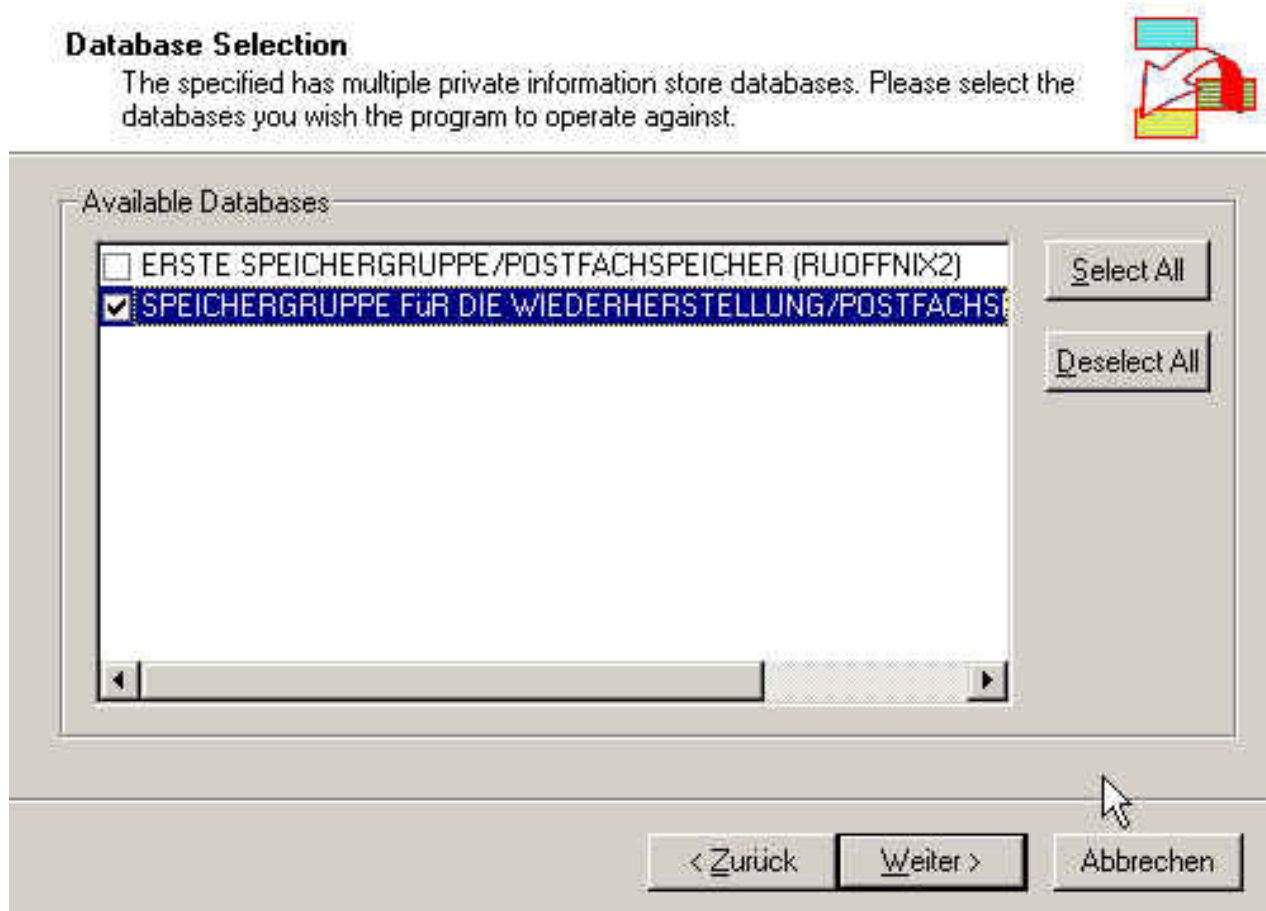 Database Selection
The specified has multiple private information store databases. Please select the
databases you wish the program to operate against.
Available Databases
ERSTE SPEICHERGRUPPE/POSTFACHSPEICHER (RUOFFNIX2)
SPEICHERGRUPPE FüR DIE WIEDERHERSTELLUNG/POSTFACHS
Select All
Deselect All
< Zurück
Weiter >
Abbrechen